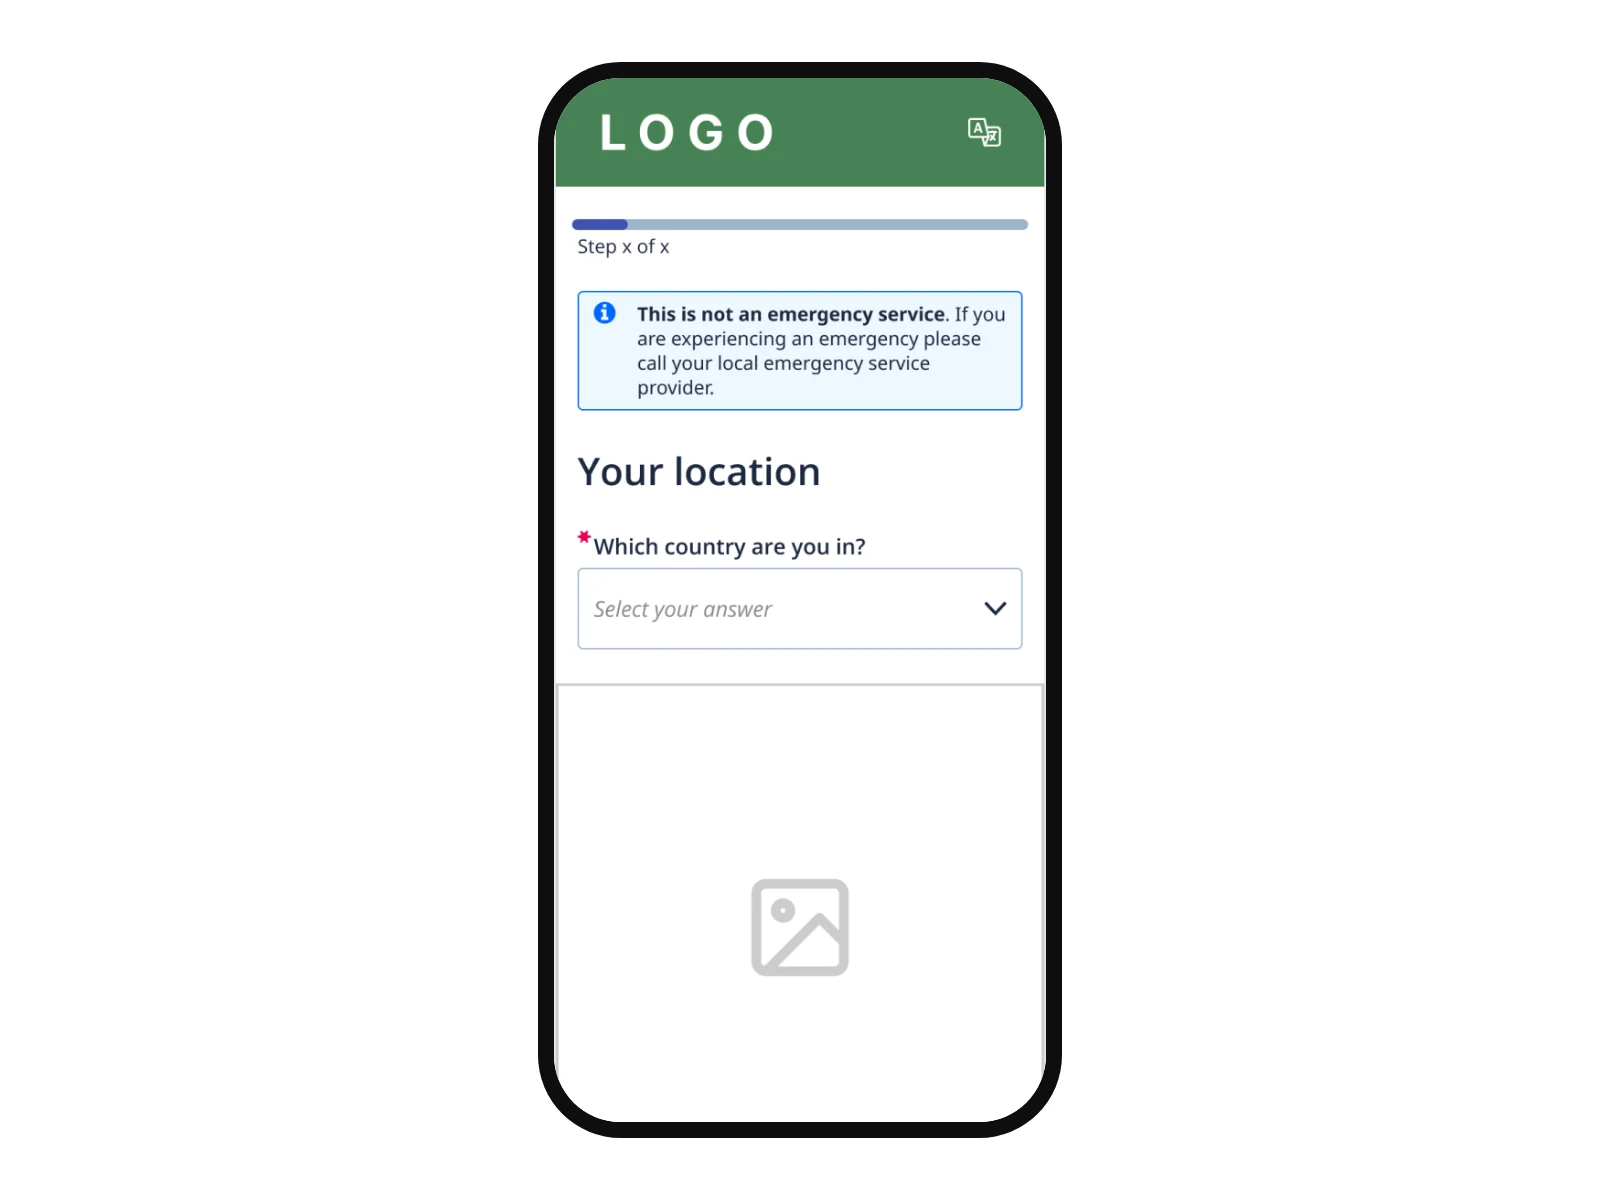 LOGO
Step x of x
This is not an emergency service. If you
are experiencing an emergency please
call your local emergency service
provider.
Your location
*Which country are you in?
Select your answer